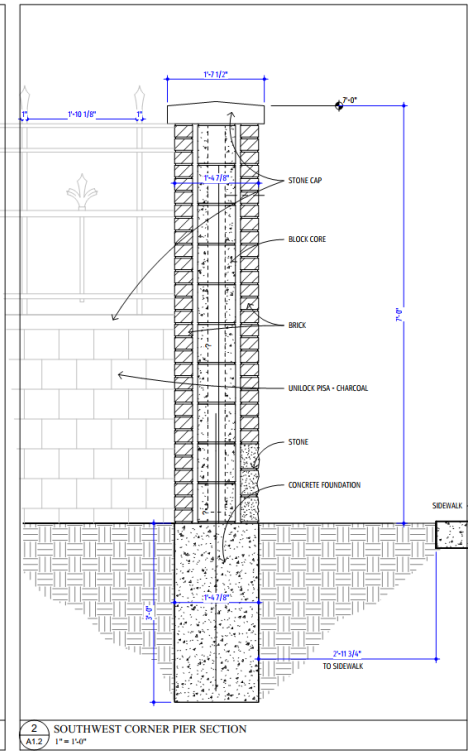 1'-7 1/2"
7'-0"
1"
1'-10 1/8"
1"
1'-4 7/8"
STONE CAP
BLOCK CORE
7'-0"
BRICK
UNILOCK PISA - CHARCOAL
STONE
CONCRETE FOUNDATION
SIDEWALK
1'-4 7/8"
3'-0"
2'-11 3/4"
TO SIDEWALK
2
A1.2
SOUTHWEST CORNER PIER SECTION
1" = 1'-0"